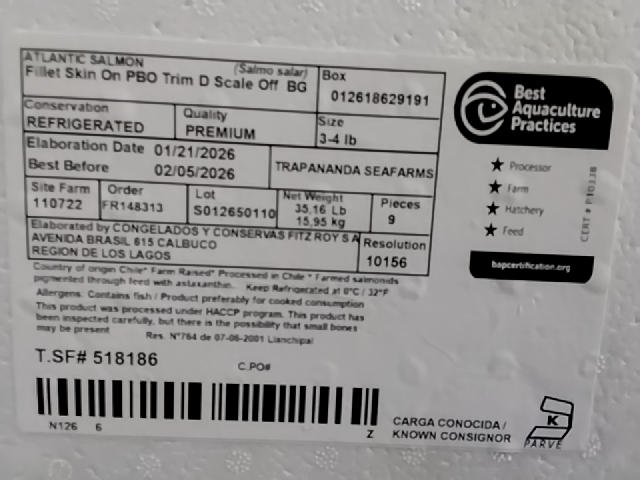 ATLANTIC SALMON
(Salmo salar)
Fillet Skin On PBO Trim D Scale Off BG
Box
012618629191
Conservation
REFRIGERATED
Quality
PREMIUM
Size
3-4 lb
Elaboration Date 01/21/2026
Best Before 02/05/2026
TRAPANANDA SEAFARMS
Site Farm
110722
Order
FR148313
Lot
S012650110
Net Weight
35,16 Lb
15,95 kg
Pieces
9
Elaborated by CONGELADOS Y CONSERVAS FITZ ROY S A
AVENIDA BRASIL 615 CALBUCO
REGION DE LOS LAGOS
Resolution
10156
Country of origin Chile* Farm Raised* Processed in Chile * Farmed salmonids
pigmented through feed with astaxanthin. Keep Refrigerated at 0°C / 32°F
Allergens: Contains fish / Product preferably for cooked consumption
This product was processed under HACCP program. This product has
been inspected carefully, but there is the possibility that small bones
may be present
Res. N°764 de 07-06-2001 Llanchipal
T.SF# 518186
C.PO#
N126 6
Z
CARGA CONOCIDA /
KNOWN CONSIGNOR
K
PARVE
Best
Aquaculture
Practices
Processor
Farm
Hatchery
Feed
CERT #
bapcertification.org